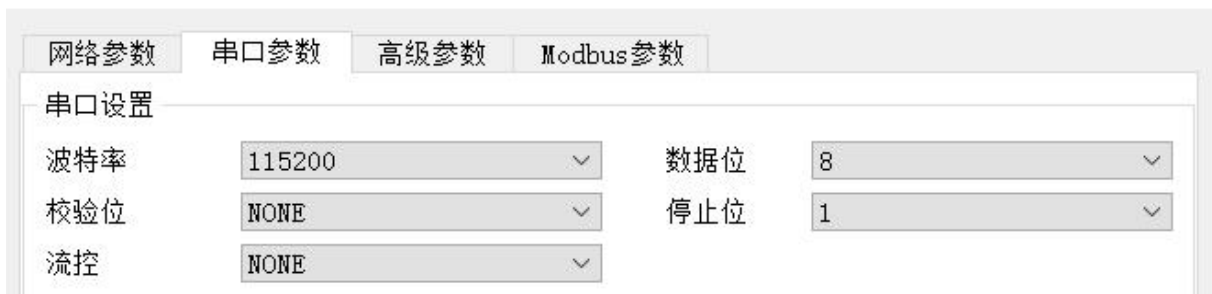 网络参数 串口参数 高级参数 Modbus参数
串口设置
波特率 115200 数据位 8
校验位 NONE 停止位 1
流控 NONE